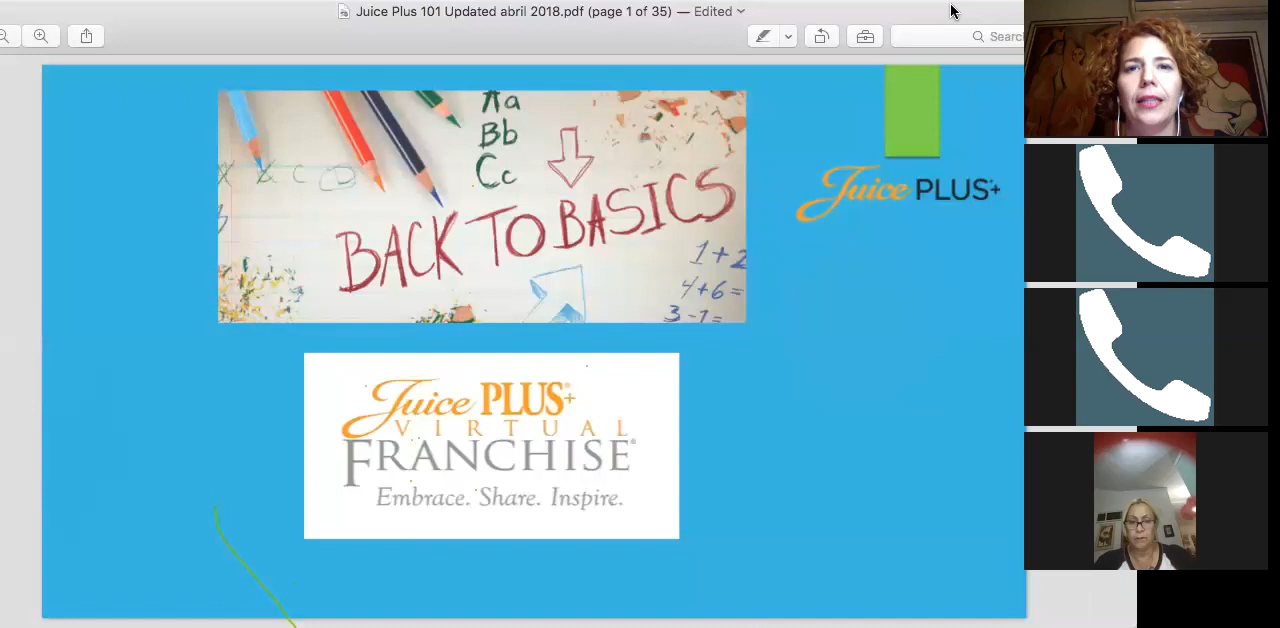 Juice Plus 101 Updated abril 2018.pdf (page 1 of 35) — Edited
Searc
Aa
Bb
Cc
BACK TO BASICS
1+2
4+6=
3-1=
Juice PLUS+
Juice PLUS+®
VIRTUAL
FRANCHISE®
Embrace. Share. Inspire.